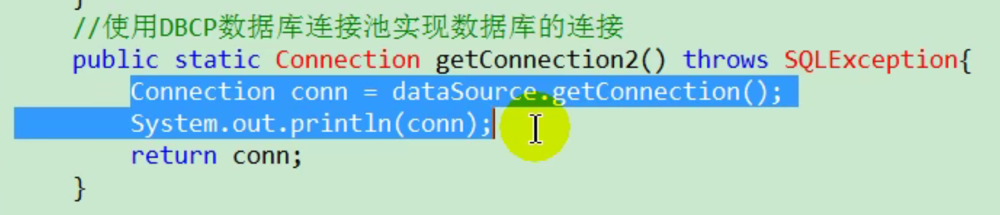 }
//使用DBCP数据库连接池实现数据库的连接
public static Connection getConnection2() throws SQLException{
Connection conn = dataSource.getConnection();
System.out.println(conn);
return conn;
}